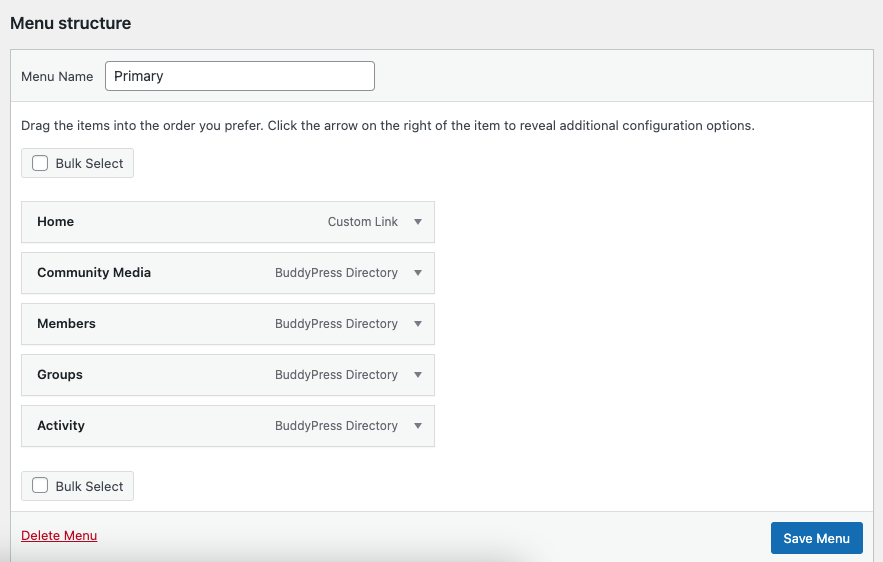 Menu structure
Menu Name Primary
Drag the items into the order you prefer. Click the arrow on the right of the item to reveal additional configuration options.
Bulk Select
Home Custom Link
Community Media BuddyPress Directory
Members BuddyPress Directory
Groups BuddyPress Directory
Activity BuddyPress Directory
Bulk Select
Delete Menu Save Menu